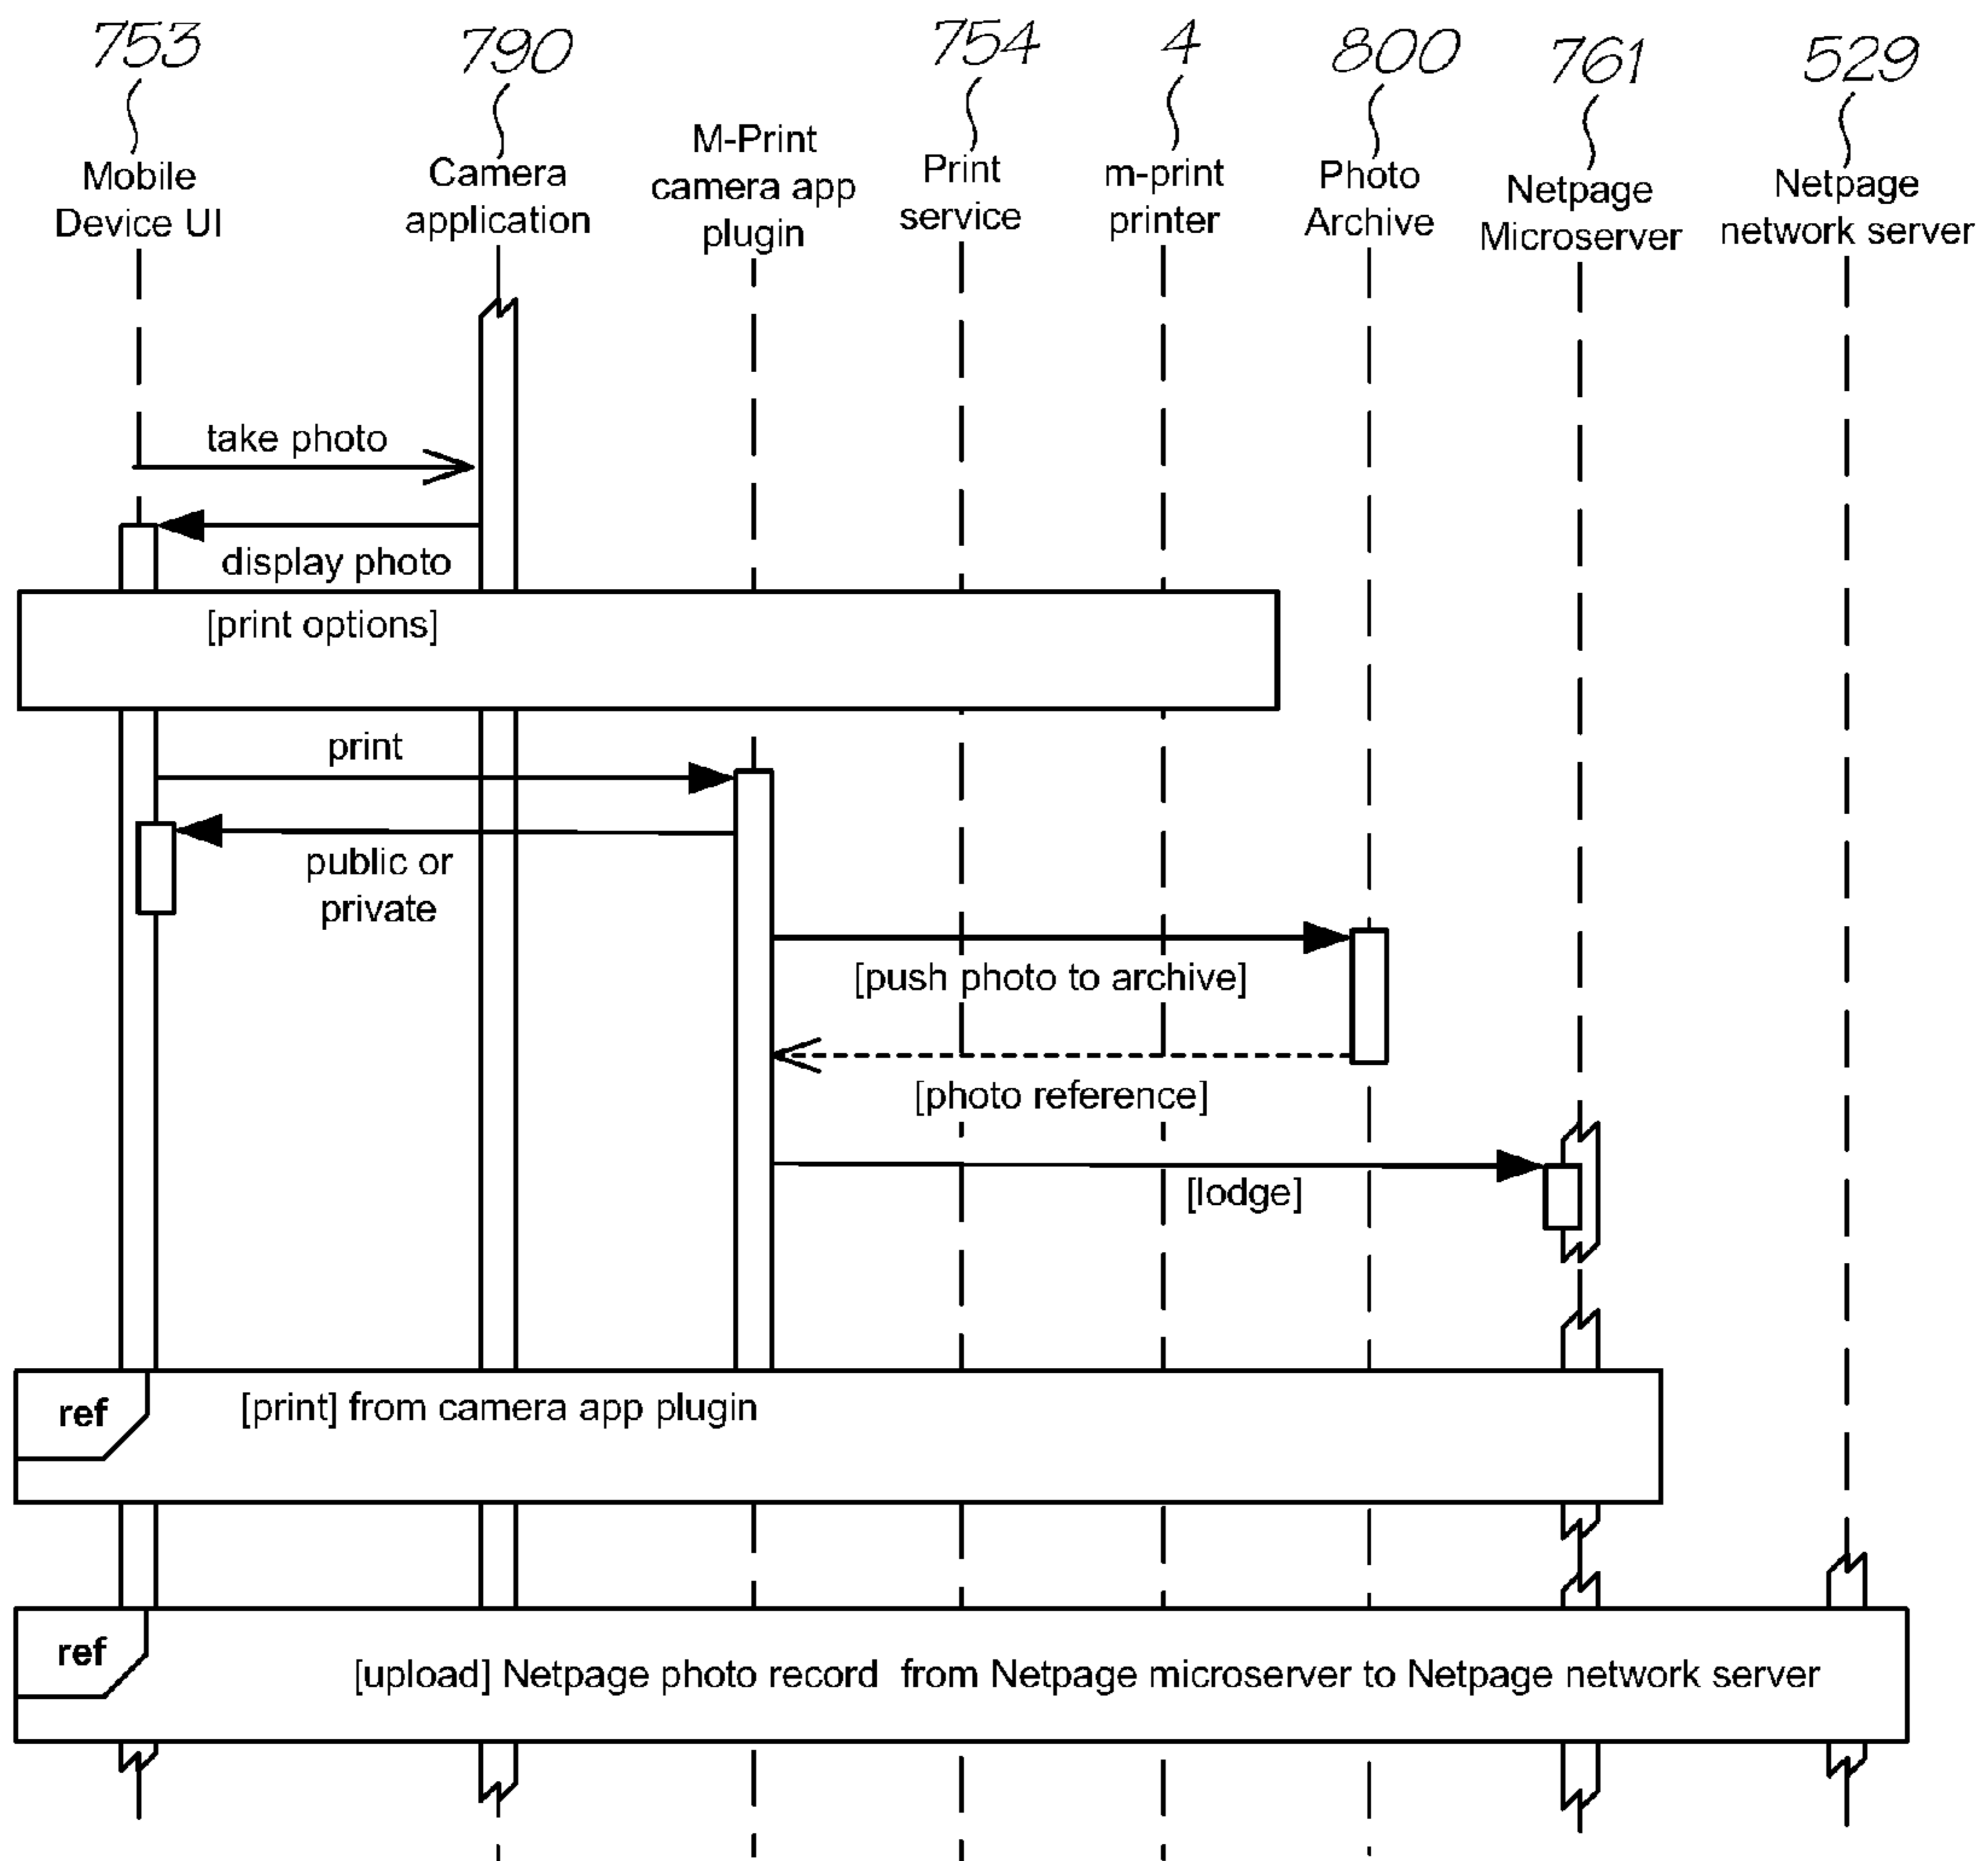 753
790
754
4
800
761
529
Mobile
Device UI
Camera
application
M-Print
camera app
plugin
Print
service
m-print
printer
Photo
Archive
Netpage
Microserver
Netpage
network server
take photo
display photo
[print options]
print
public or
private
[push photo to archive]
[photo reference]
[lodge]
ref
[print] from camera app plugin
ref
[upload] Netpage photo record from Netpage microserver to Netpage network server